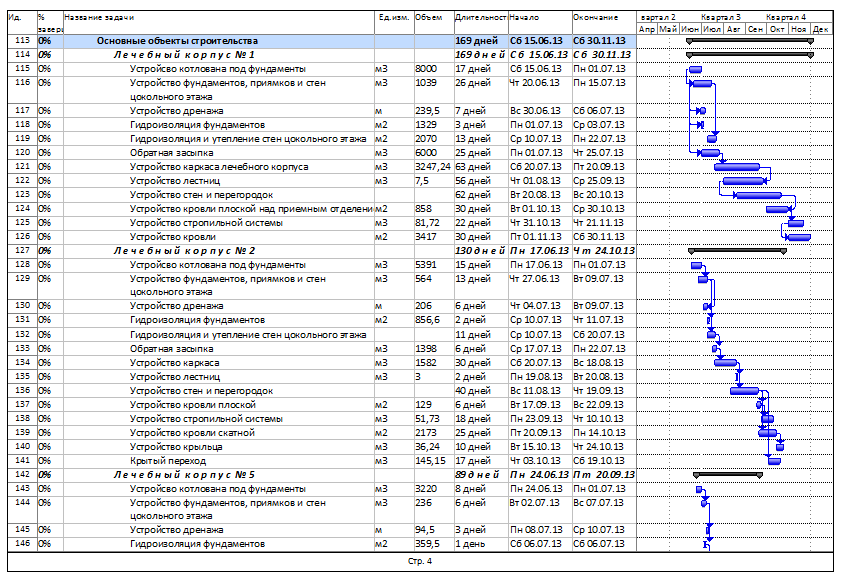 Ид. % Название задачи Ед.изм. Объем Длительност Начало Окончание квартал 2 Квартал 3 Квартал 4
заверш Апр Май Июн Июл Авг Сен Окт Ноя Дек
113 0% Основные объекты строительства 169 дней Сб 15.06.13 Сб 30.11.13
114 0% Лечебный корпус № 1 169 дней Сб 15.06.13 Сб 30.11.13
115 0% Устройсво котлована под фундаменты м3 8000 17 дней Сб 15.06.13 Пн 01.07.13
116 0% Устройство фундаментов, приямков и стен м3 1039 26 дней Чт 20.06.13 Пн 15.07.13
цокольного этажа
117 0% Устройство дренажа м 239,5 7 дней Вс 30.06.13 Сб 06.07.13
118 0% Гидроизоляция фундаментов м2 1329 3 дней Пн 01.07.13 Ср 03.07.13
119 0% Гидроизоляция и утепление стен цокольного этажа м2 2070 13 дней Ср 10.07.13 Пн 22.07.13
120 0% Обратная засыпка м3 6000 25 дней Пн 01.07.13 Чт 25.07.13
121 0% Устройство каркаса лечебного корпуса м3 3247,24 63 дней Сб 20.07.13 Пт 20.09.13
122 0% Устройство лестниц м3 7,5 56 дней Чт 01.08.13 Ср 25.09.13
123 0% Устройство стен и перегородок 62 дней Вт 20.08.13 Вс 20.10.13
124 0% Устройство кровли плоской над приемным отделени м2 858 30 дней Вт 01.10.13 Ср 30.10.13
125 0% Устройство стропильной системы м3 81,72 22 дней Чт 31.10.13 Чт 21.11.13
126 0% Устройство кровли м2 3417 30 дней Пт 01.11.13 Сб 30.11.13
127 0% Лечебный корпус № 2 130 дней Пн 17.06.13 Чт 24.10.13
128 0% Устройсво котлована под фундаменты м3 5391 15 дней Пн 17.06.13 Пн 01.07.13
129 0% Устройство фундаментов, приямков и стен м3 564 13 дней Чт 27.06.13 Вт 09.07.13
цокольного этажа
130 0% Устройство дренажа м 206 6 дней Чт 04.07.13 Вт 09.07.13
131 0% Гидроизоляция фундаментов м2 856,6 2 дней Ср 10.07.13 Чт 11.07.13
132 0% Гидроизоляция и утепление стен цокольного этажа 11 дней Ср 10.07.13 Сб 20.07.13
133 0% Обратная засыпка м3 1398 6 дней Ср 17.07.13 Пн 22.07.13
134 0% Устройство каркаса м3 1582 30 дней Сб 20.07.13 Вс 18.08.13
135 0% Устройство лестниц м3 3 2 дней Пн 19.08.13 Вт 20.08.13
136 0% Устройство стен и перегородок 40 дней Вс 11.08.13 Чт 19.09.13
137 0% Устройство кровли плоской м2 129 6 дней Вт 17.09.13 Вс 22.09.13
138 0% Устройство стропильной системы м3 51,73 18 дней Пн 23.09.13 Чт 10.10.13
139 0% Устройство кровли скатной м2 2173 25 дней Пт 20.09.13 Пн 14.10.13
140 0% Устройство крыльца м3 36,24 10 дней Вт 15.10.13 Чт 24.10.13
141 0% Крытый переход м3 145,15 17 дней Чт 03.10.13 Сб 19.10.13
142 0% Лечебный корпус № 5 89 дней Пн 24.06.13 Пт 20.09.13
143 0% Устройсво котлована под фундаменты м3 3220 8 дней Пн 24.06.13 Пн 01.07.13
144 0% Устройство фундаментов, приямков и стен м3 236 6 дней Вт 02.07.13 Вс 07.07.13
цокольного этажа
145 0% Устройство дренажа м 94,5 3 дней Пн 08.07.13 Ср 10.07.13
146 0% Гидроизоляция фундаментов м2 359,5 1 день Сб 06.07.13 Сб 06.07.13
Стр. 4